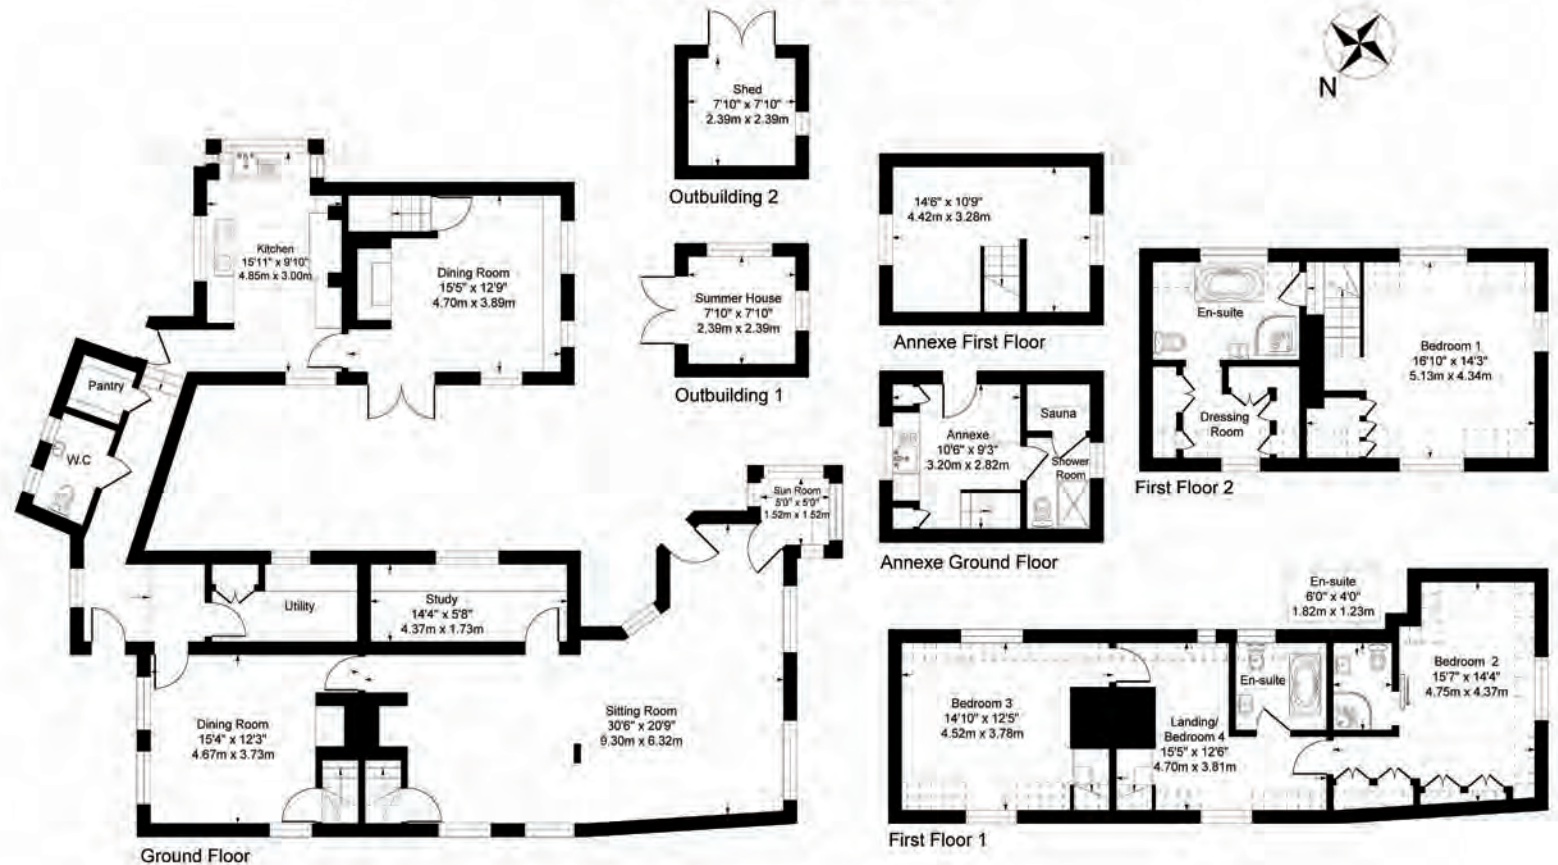 N
Shed
7'10" x 7'10"
2.39m x 2.39m
Outbuilding 2
Kitchen
15'11" x 9'10"
4.85m x 3.00m
Dining Room
15'5" x 12'9"
4.70m x 3.89m
Summer House
7'10" x 7'10"
2.39m x 2.39m
Outbuilding 1
14'6" x 10'9"
4.42m x 3.28m
Annexe First Floor
En-suite
Bedroom 1
16'10" x 14'3"
5.13m x 4.34m
Dressing
Room
First Floor 2
Pantry
W.C
Sauna
Annexe
10'6" x 9'3"
3.20m x 2.82m
Shower
Room
Annexe Ground Floor
Sun Room
5'0" x 5'0"
1.52m x 1.52m
Utility
Study
14'4" x 5'8"
4.37m x 1.73m
Dining Room
15'4" x 12'3"
4.67m x 3.73m
Sitting Room
30'6" x 20'9"
9.30m x 6.32m
Ground Floor
En-suite
6'0" x 4'0"
1.82m x 1.23m
Bedroom 3
14'10" x 12'5"
4.52m x 3.78m
Landing/
Bedroom 4
15'5" x 12'6"
4.70m x 3.81m
En-suite
Bedroom 2
15'7" x 14'4"
4.75m x 4.37m
First Floor 1